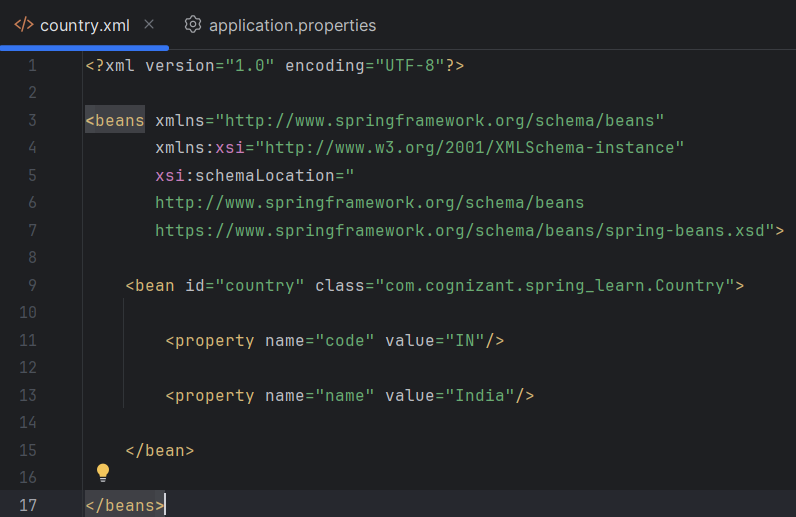 country.xml application.properties
1 <?xml version="1.0" encoding="UTF-8"?>
2
3 <beans xmlns="http://www.springframework.org/schema/beans"
4 xmlns:xsi="http://www.w3.org/2001/XMLSchema-instance"
5 xsi:schemaLocation="
6 http://www.springframework.org/schema/beans
7 https://www.springframework.org/schema/beans/spring-beans.xsd">
8
9 <bean id="country" class="com.cognizant.spring_learn.Country">
10
11 <property name="code" value="IN"/>
12
13 <property name="name" value="India"/>
14
15 </bean>
16
17 </beans>